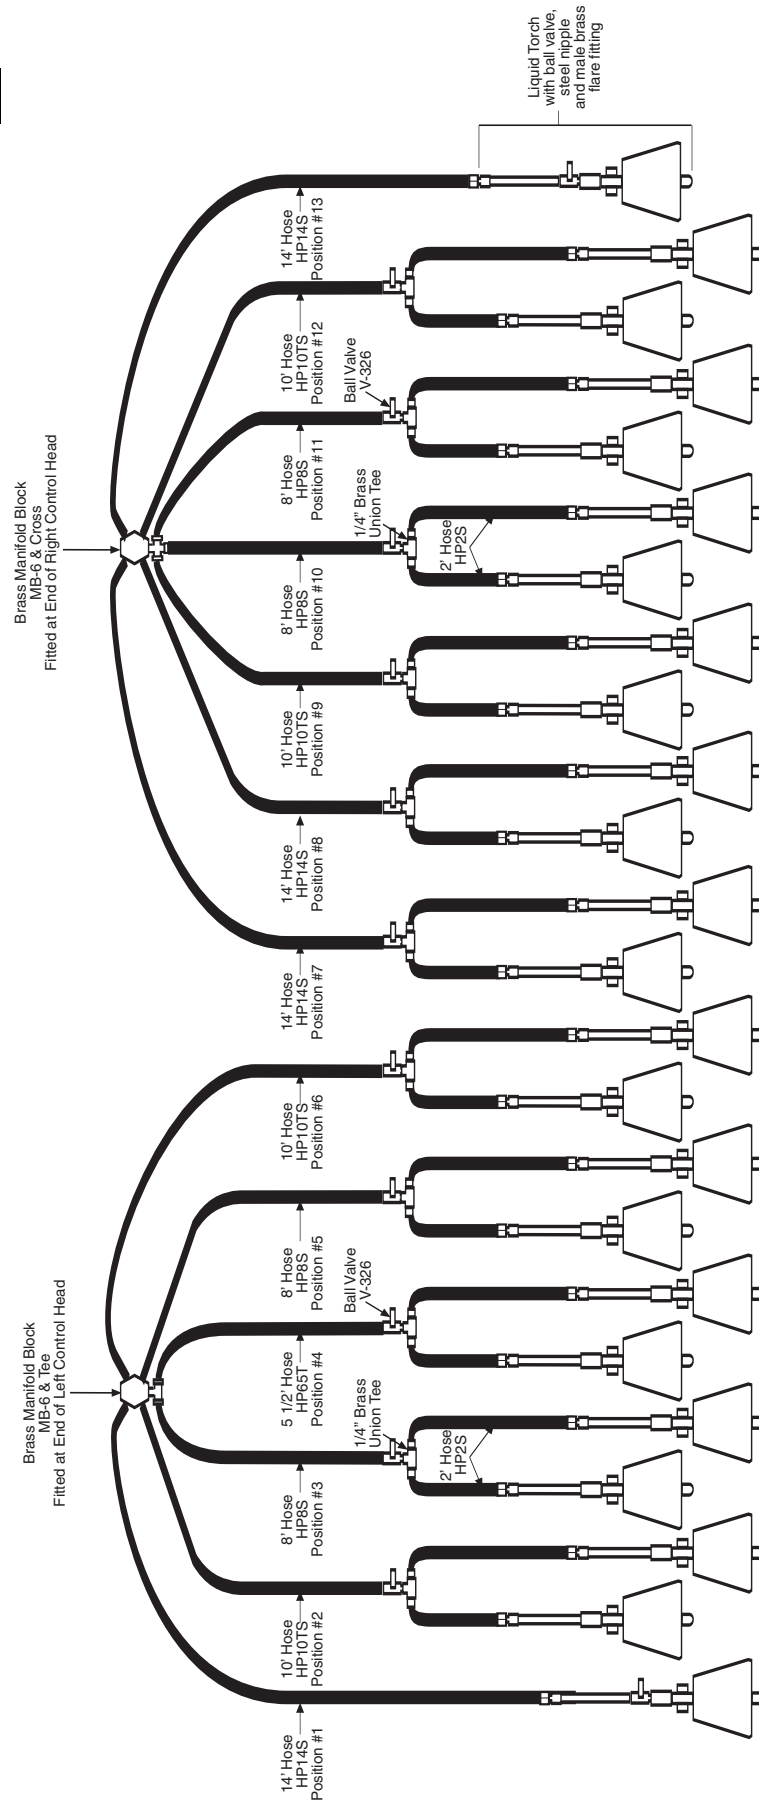 Brass Manifold Block
MB-6 & Tee
Fitted at End of Left Control Head
Brass Manifold Block
MB-6 & Cross
Fitted at End of Right Control Head
14' Hose
HP14S
Position #1
10' Hose
HP10TS
Position #2
8' Hose
HP8S
Position #3
5 1/2' Hose
HP65T
Position #4
8' Hose
HP8S
Position #5
10' Hose
HP10TS
Position #6
14' Hose
HP14S
Position #7
14' Hose
HP14S
Position #8
10' Hose
HP10TS
Position #9
8' Hose
HP8S
Position #10
8' Hose
HP8S
Position #11
10' Hose
HP10TS
Position #12
14' Hose
HP14S
Position #13
1/4" Brass
Union Tee
Ball Valve
V-326
1/4" Brass
Union Tee
Ball Valve
V-326
2' Hose
HP2S
2' Hose
HP2S
Liquid Torch
with ball valve,
steel nipple
and male brass
flare fitting